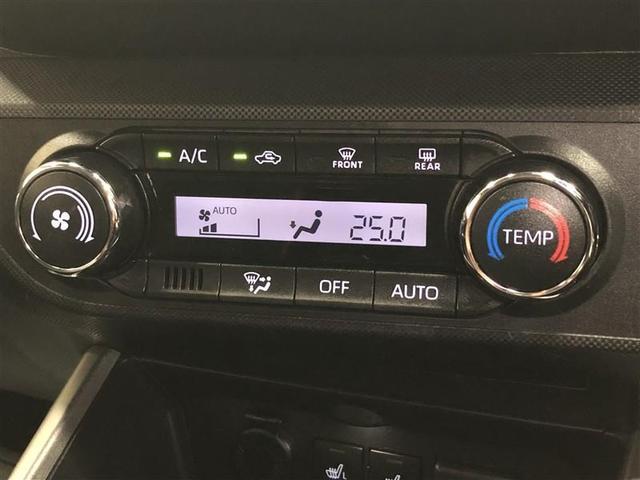 A/C
FRONT
REAR
AUTO
25.0
TEMP
OFF
AUTO
L